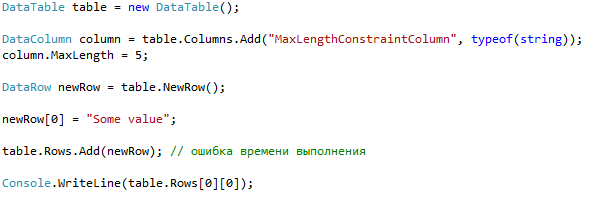 DataTable table = new DataTable();
DataColumn column = table.Columns.Add("MaxLengthConstraintColumn", typeof(string));
column.MaxLength = 5;
DataRow newRow = table.NewRow();
newRow[0] = "Some value";
table.Rows.Add(newRow); // ошибка времени выполнения
Console.WriteLine(table.Rows[0][0]);